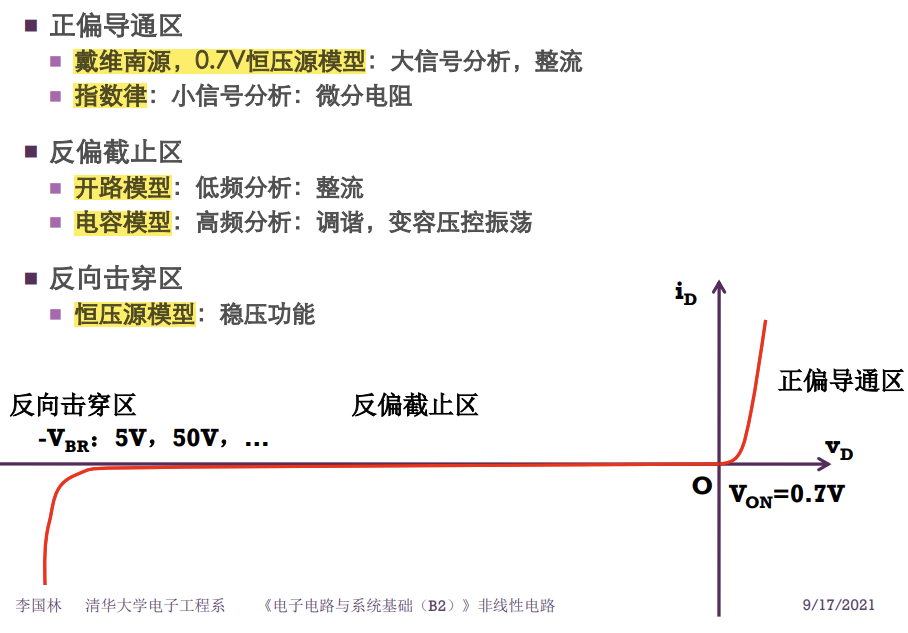 正偏导通区
戴维南源，0.7V恒压源模型：大信号分析，整流
指数律：小信号分析：微分电阻
反偏截止区
开路模型：低频分析：整流
电容模型：高频分析：调谐，变容压控振荡
反向击穿区
恒压源模型：稳压功能
iD
正偏导通区
反向击穿区
反偏截止区
-VBR：5V，50V，...
vD
O
VON=0.7V
李国林 清华大学电子工程系 《电子电路与系统基础（B2）》非线性电路 9/17/2021